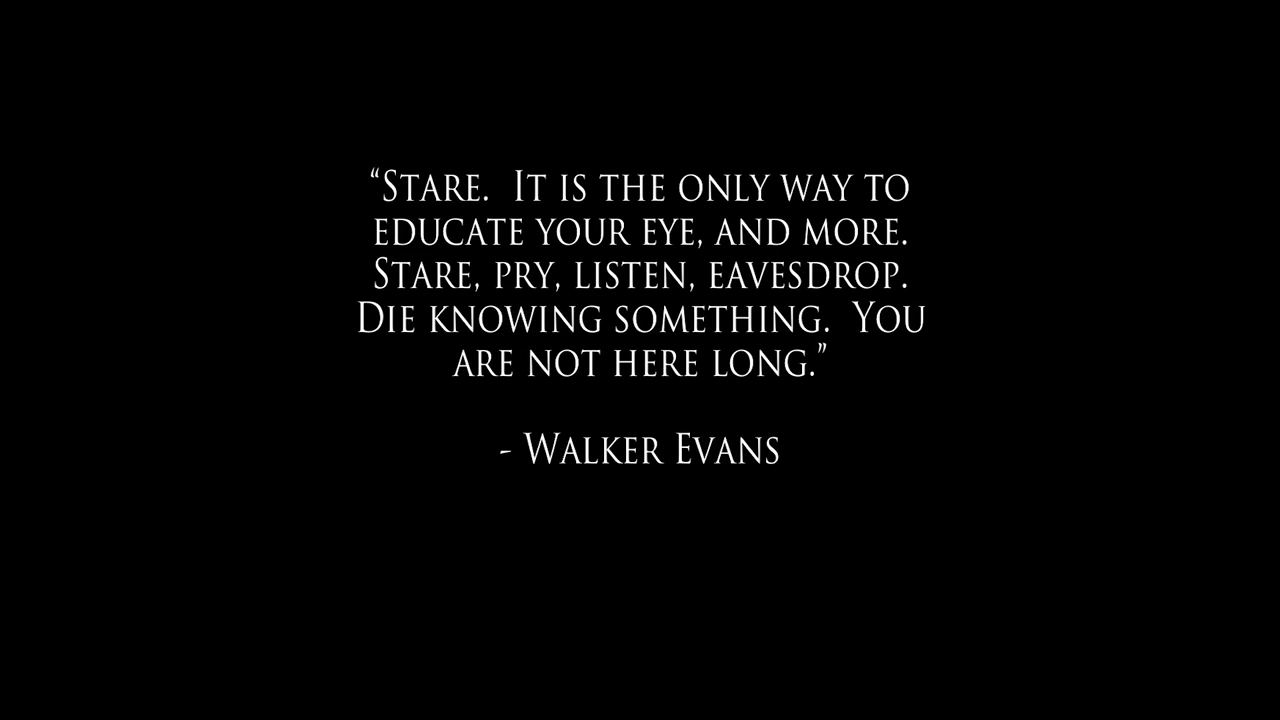 “Stare.  It is the only way to
educate your eye, and more.
Stare, pry, listen, eavesdrop.
Die knowing something.  You
are not here long.”
- Walker Evans